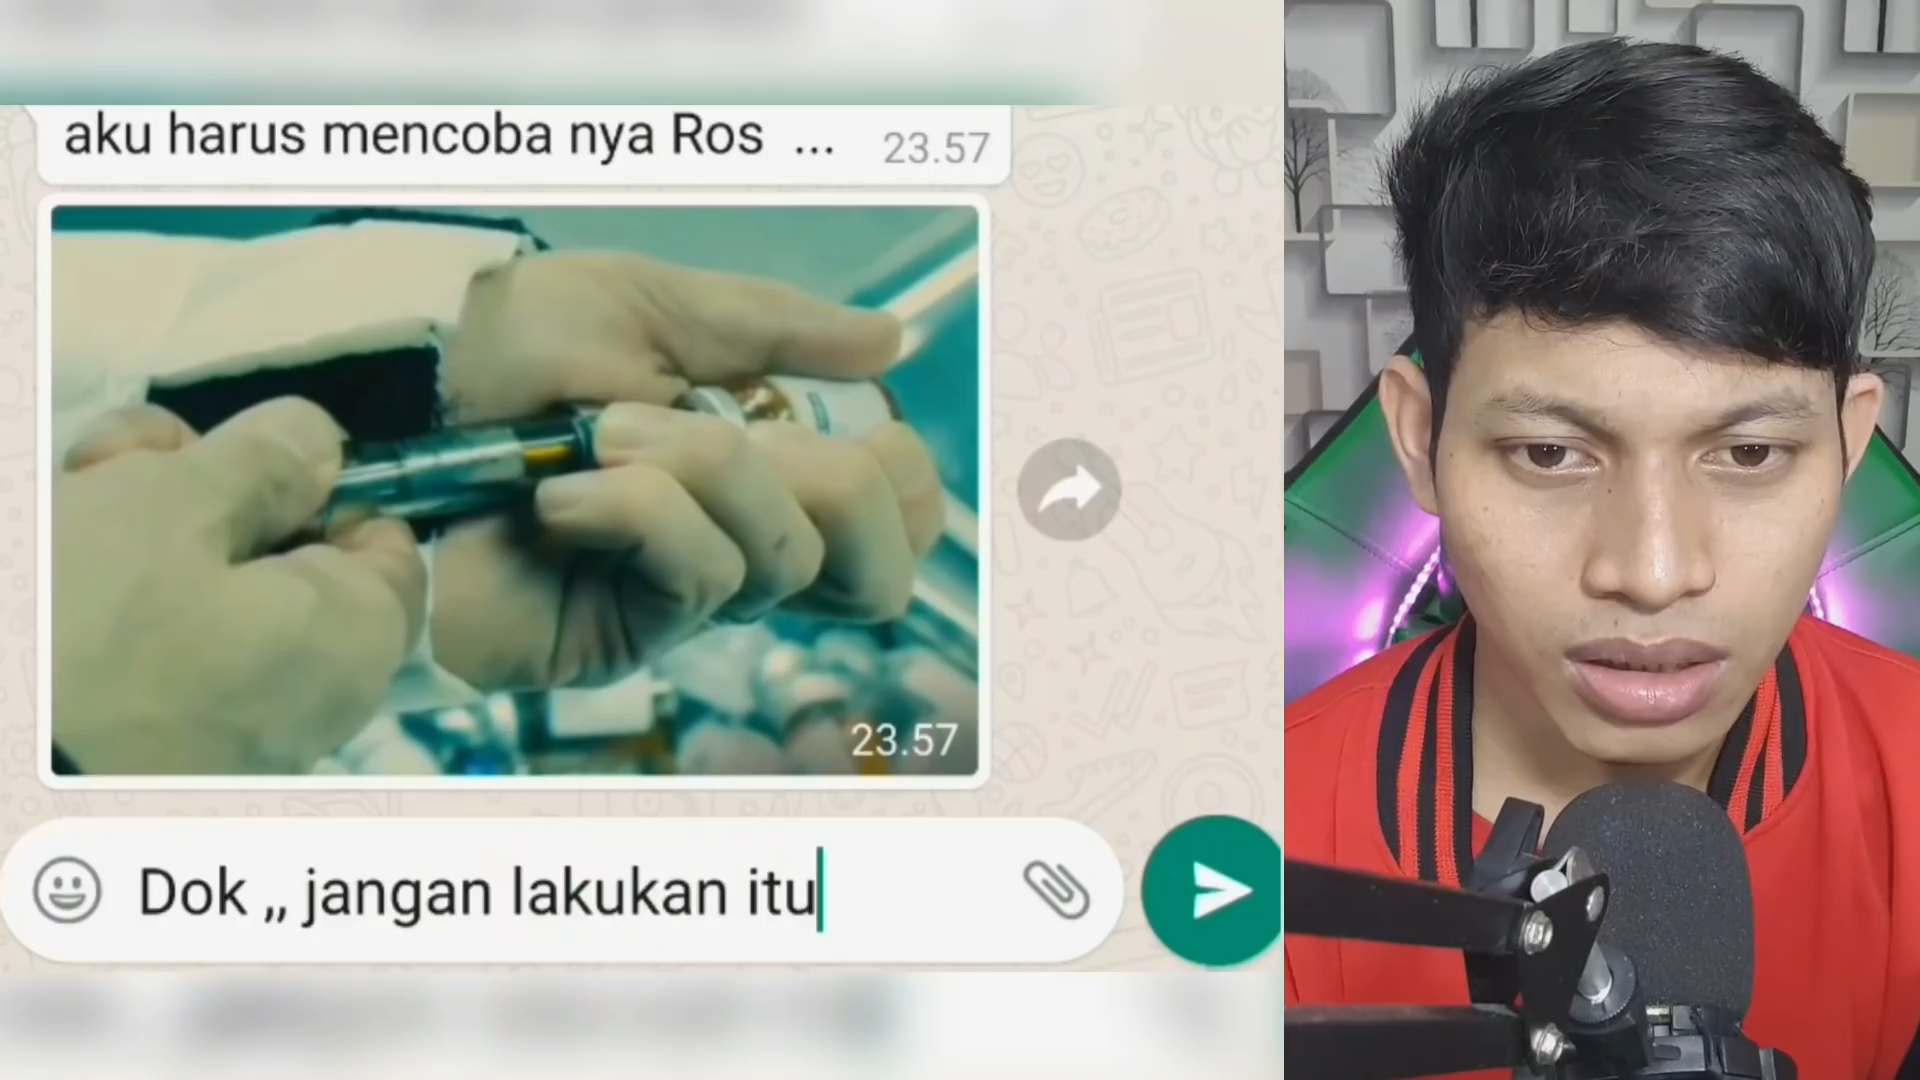 aku harus mencoba nya Ros ... 23.57
23.57
Dok ,, jangan lakukan itu